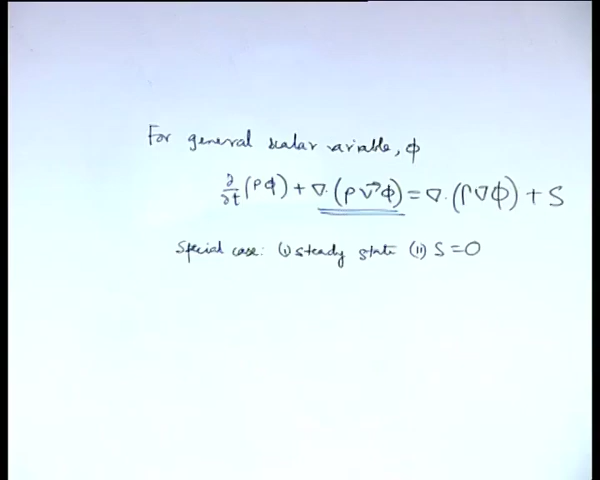 For general scalar variable, φ
∂/∂t (ρφ) + ∇·(ρV⃗φ) = ∇·(Γ∇φ) + S
Special case: (i) steady state (ii) S=0